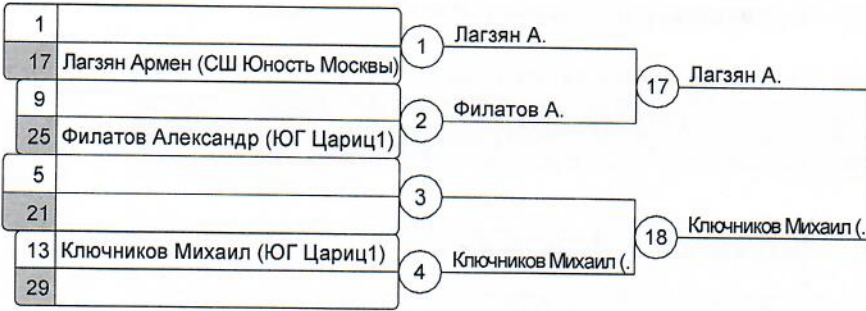 1
17 Лагзян Армен (СШ Юность Москвы)
1
Лагзян А.
9
25 Филатов Александр (ЮГ Цариц1)
2
Филатов А.
17
Лагзян А.
5
21
3
13 Ключников Михаил (ЮГ Цариц1)
29
4
Ключников Михаил (.
18
Ключников Михаил (.